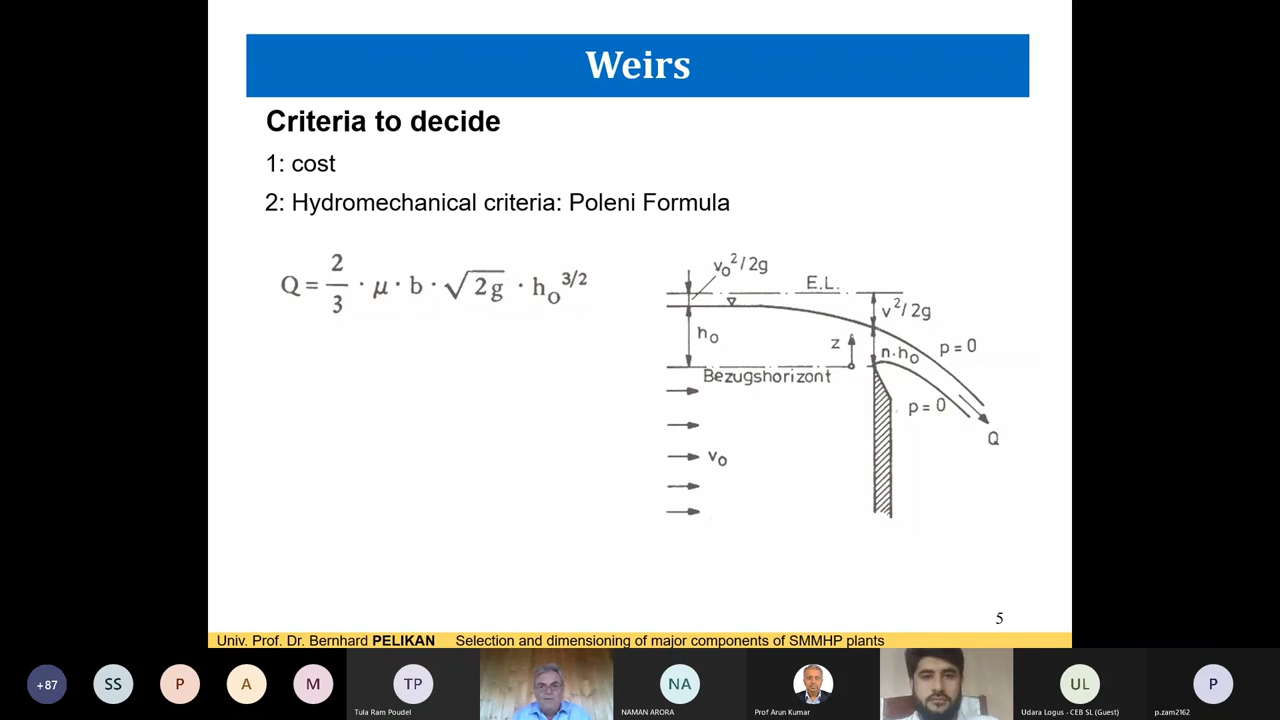 Weirs
Criteria to decide
1: cost
2: Hydromechanical criteria: Poleni Formula
Q = 2/3 · μ · b · √2g · h₀^3/2
v₀²/2g
E.L.
v²/2g
h₀
z
n·h₀
p = 0
Bezugshorizont
p = 0
Q
v₀
5
Univ. Prof. Dr. Bernhard PELIKAN Selection and dimensioning of major components of SMMHP plants
+87
SS
P
A
M
TP
NA
UL
P
Tula Ram Poudel
NAMAN ARORA
Prof Arun Kumar
Udara Logus - CEB SL (Guest)
p.zam2162